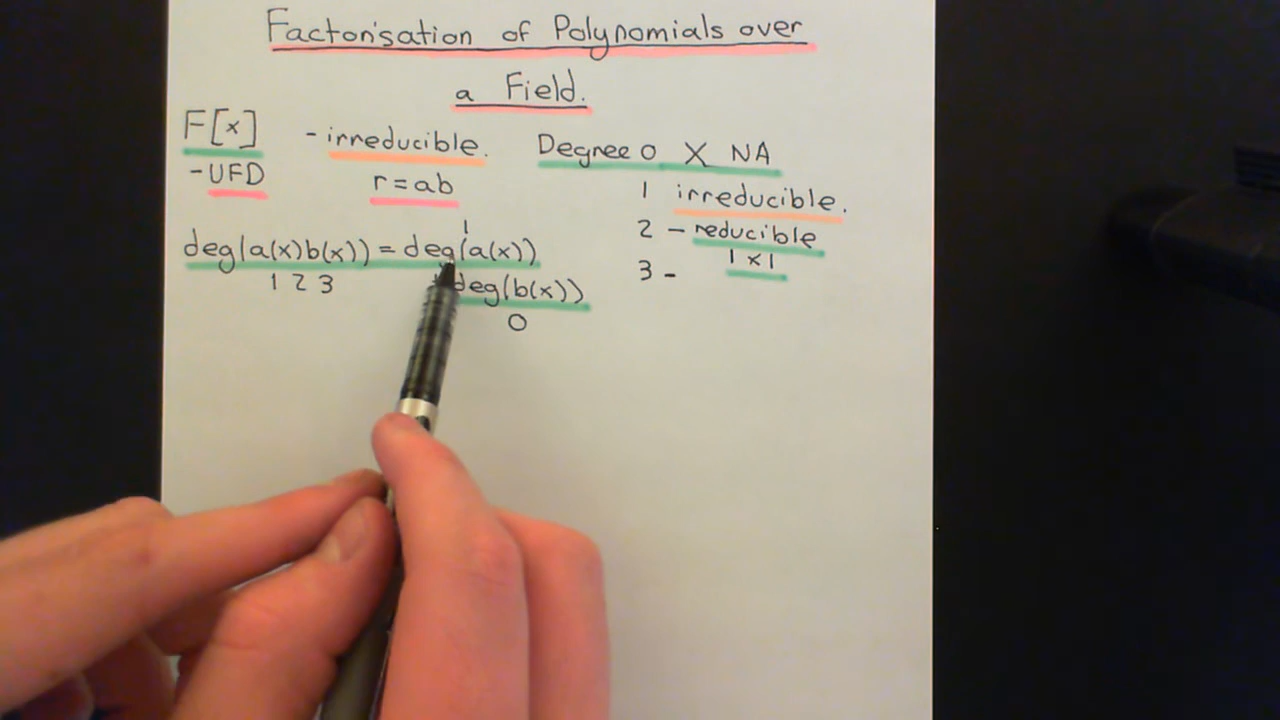 Factorisation of Polynomials over
a Field.
F[x] - irreducible. Degree 0 X NA
- UFD r = ab 1 irreducible.
2 - reducible
1 x 1
3 -
1
deg(a(x)b(x)) = deg(a(x))
1 2 3 deg(b(x))
0